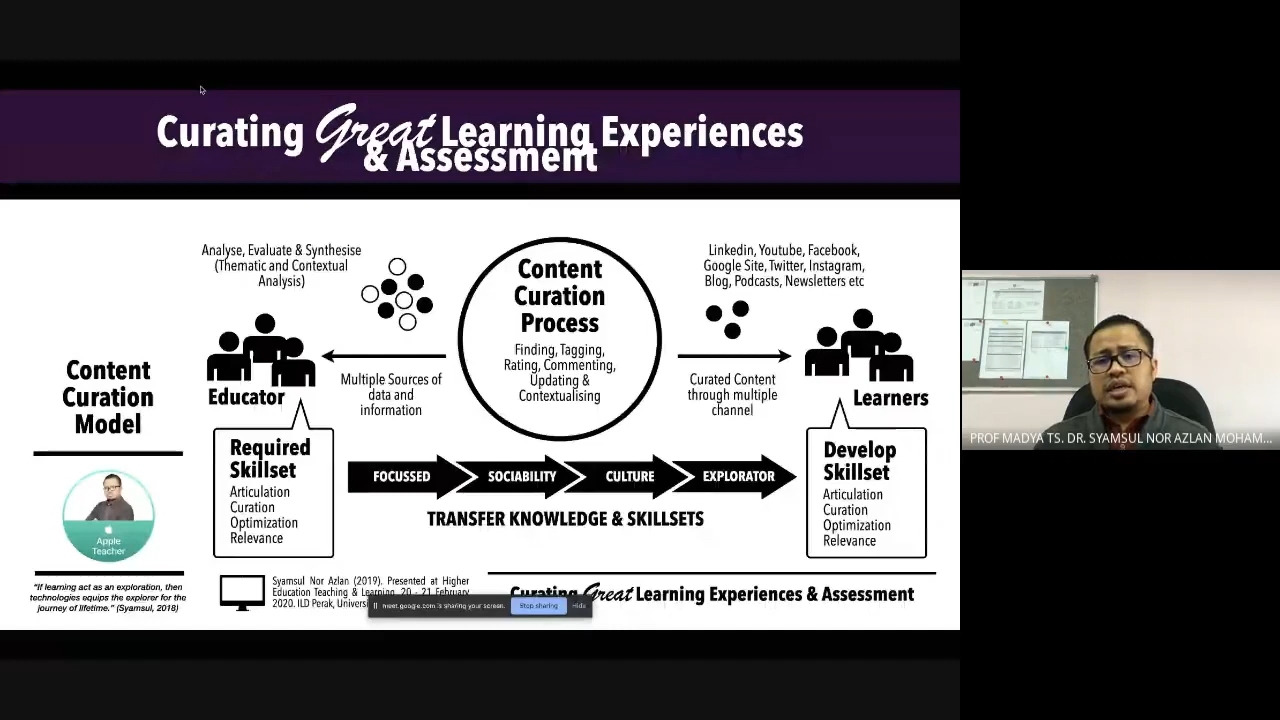 Curating Great Learning Experiences
& Assessment
Analyse, Evaluate & Synthesise
(Thematic and Contextual
Analysis)
Content
Curation
Process
Finding, Tagging,
Rating, Commenting,
Updating &
Contextualising
Linkedin, Youtube, Facebook,
Google Site, Twitter, Instagram,
Blog, Podcasts, Newsletters etc
Content
Curation
Model
Educator
Multiple Sources of
data and
information
Curated Content
through multiple
channel
Learners
Required
Skillset
Articulation
Curation
Optimization
Relevance
FOCUSSED
SOCIABILITY
CULTURE
EXPLORATOR
TRANSFER KNOWLEDGE & SKILLSETS
Develop
Skillset
Articulation
Curation
Optimization
Relevance
Apple
Teacher
"If learning act as an exploration, then
technologies equips the explorer for the
journey of lifetime." (Syamsul, 2018)
Syamsul Nor Azlan (2019). Presented at Higher
Education Teaching & Learning, 20 - 21 February
2020. ILD Perak,
Curating Great Learning Experiences & Assessment
meet.google.com is sharing your screen.
Stop sharing
Hide
PROF MADYA TS. DR. SYAMSUL NOR AZLAN MOHAM...